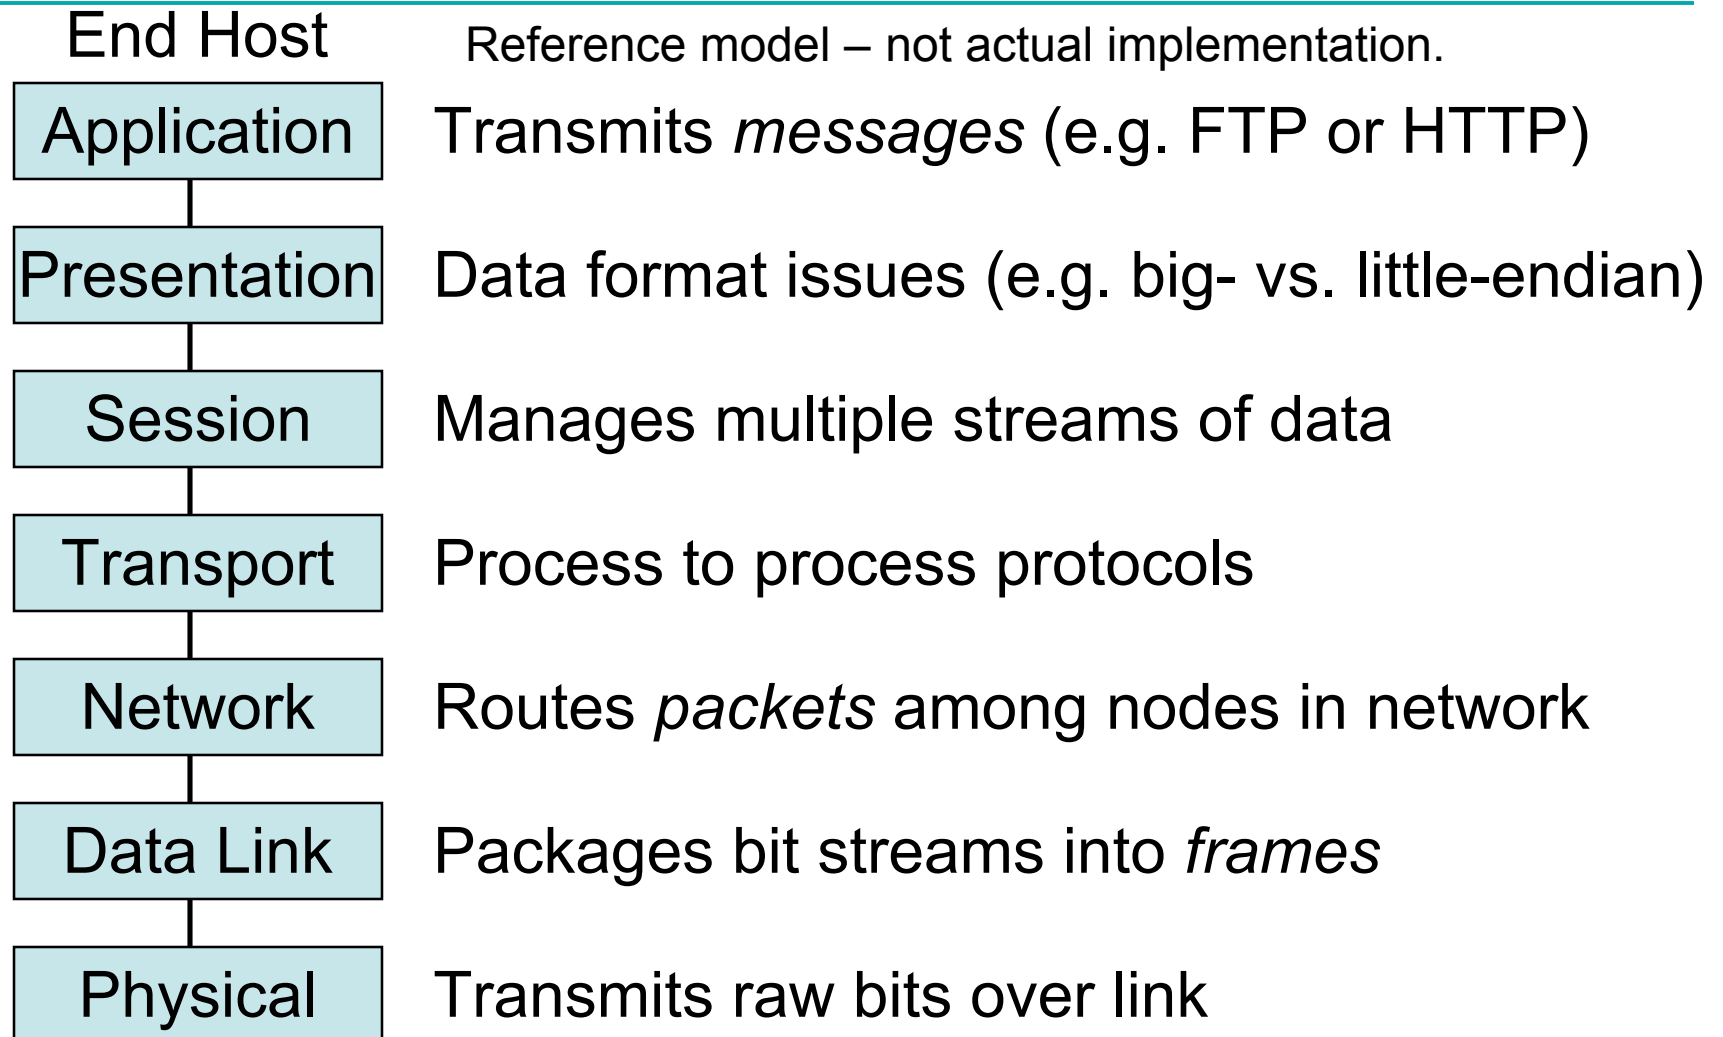 End Host
Reference model – not actual implementation.
Application
Transmits messages (e.g. FTP or HTTP)
Presentation
Data format issues (e.g. big- vs. little-endian)
Session
Manages multiple streams of data
Transport
Process to process protocols
Network
Routes packets among nodes in network
Data Link
Packages bit streams into frames
Physical
Transmits raw bits over link